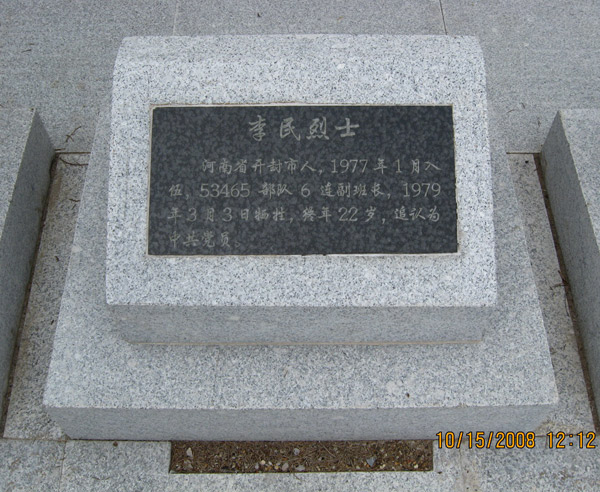 李民烈士
河南省开封市人，1977年1月入
伍，53465部队6连副班长，1979
年3月3日牺牲，终年22岁，追认为
中共党员。
10/15/2008 12:12